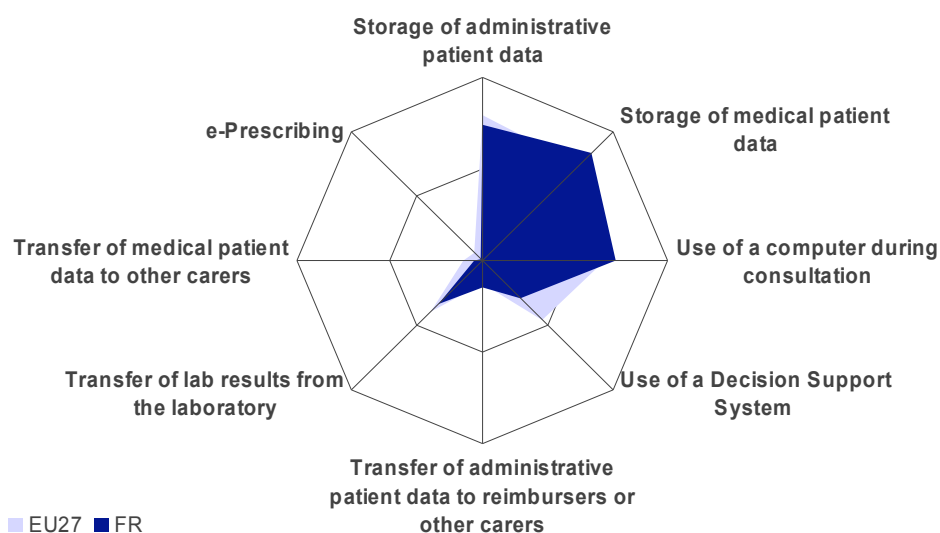 Storage of administrative
patient data
Storage of medical patient
data
Use of a computer during
consultation
Use of a Decision Support
System
Transfer of administrative
patient data to reimbursers or
other carers
Transfer of lab results from
the laboratory
Transfer of medical patient
data to other carers
e-Prescribing
EU27 FR